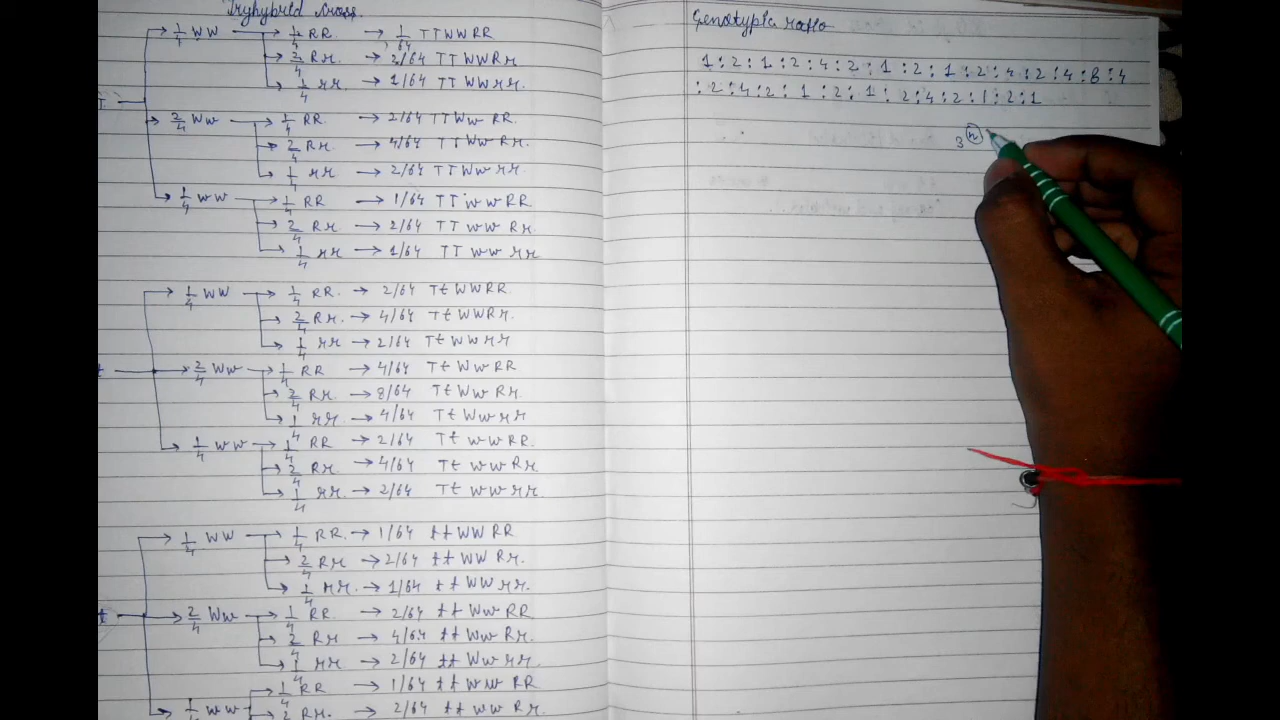 Tryhybrid Cross.
1/4 WW → 1/4 RR → 1/64 TTWWRR
2/4 Rr → 2/64 TTWWRr
1/4 rr → 1/64 TTWWrr.
T
2/4 Ww → 1/4 RR → 2/64 TTWwRR.
2/4 Rr → 4/64 TTWwRr.
1/4 rr → 2/64 TTWwrr.
1/4 ww → 1/4 RR → 1/64 TTwwRR
2/4 Rr → 2/64 TT ww Rr.
1/4 rr → 1/64 TT ww rr
1/4 WW → 1/4 RR. → 2/64 TtWWRR
2/4 Rr. → 4/64 TtWWRr.
1/4 rr → 2/64 TtWWrr
t
2/4 Ww → 1/4 RR → 4/64 TtWwRR
2/4 Rr. → 8/64 TtWwRr.
1/4 rr. → 4/64 TtWwrr
1/4 ww → 1/4 RR → 2/64 TtwwRR.
2/4 Rr. → 4/64 TtwwRr.
1/4 rr. → 2/64 Tt wwrr
1/4 WW → 1/4 RR. → 1/64 ttWWRR
2/4 Rr → 2/64 ttWWRr.
1/4 rr. → 1/64 ttWWrr.
t
2/4 Ww → 1/4 RR → 2/64 ttWwRR
2/4 Rr → 4/64 ttWwRr.
1/4 rr → 2/64 ttWwrr.
1/4 ww → 1/4 RR → 1/64 ttwwRR
2/ Rr. → 2/64 ttwwRr.
Genotypic ratio
1:2:1:2:4:2:1:2:1:2:4:2:4:8:4
:2:4:2:1:2:1:2:4:2:1:2:1
3 n